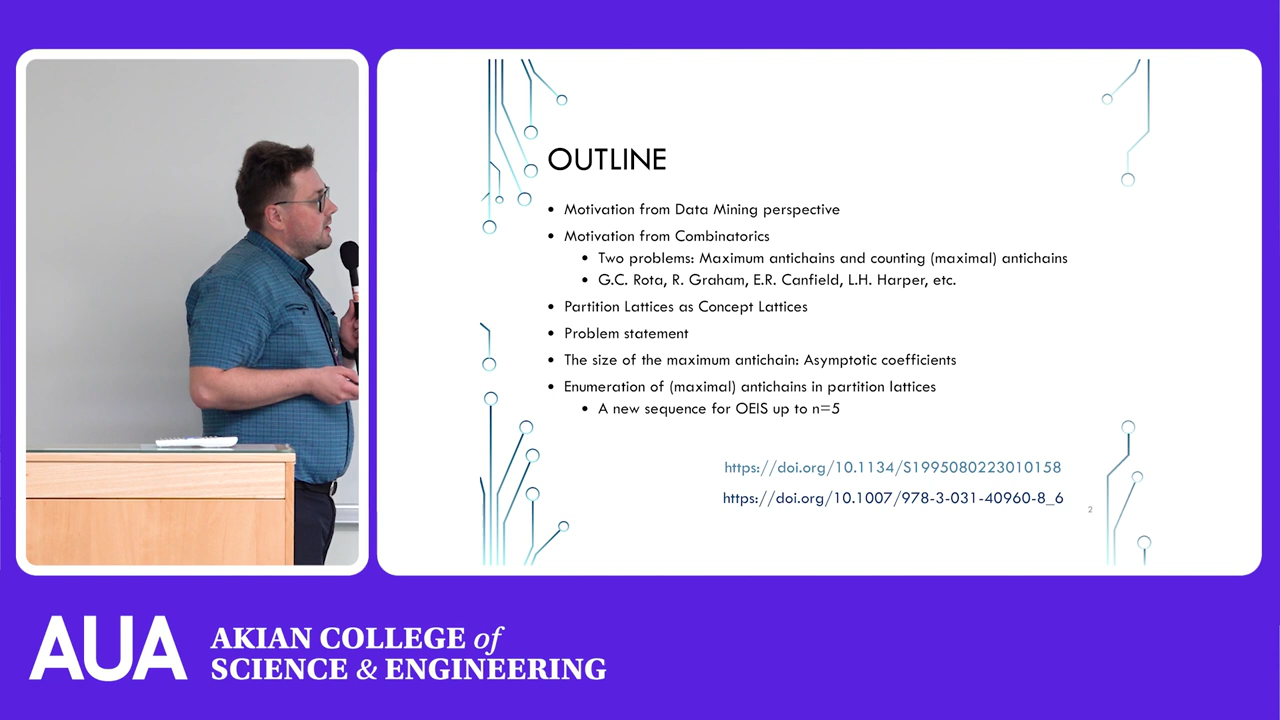 OUTLINE
• Motivation from Data Mining perspective
• Motivation from Combinatorics
• Two problems: Maximum antichains and counting (maximal) antichains
• G.C. Rota, R. Graham, E.R. Canfield, L.H. Harper, etc.
• Partition Lattices as Concept Lattices
• Problem statement
• The size of the maximum antichain: Asymptotic coefficients
• Enumeration of (maximal) antichains in partition lattices
• A new sequence for OEIS up to n=5
https://doi.org/10.1134/S1995080223010158
https://doi.org/10.1007/978-3-031-40960-8_6
2
AUA
AKIAN COLLEGE of
SCIENCE & ENGINEERING